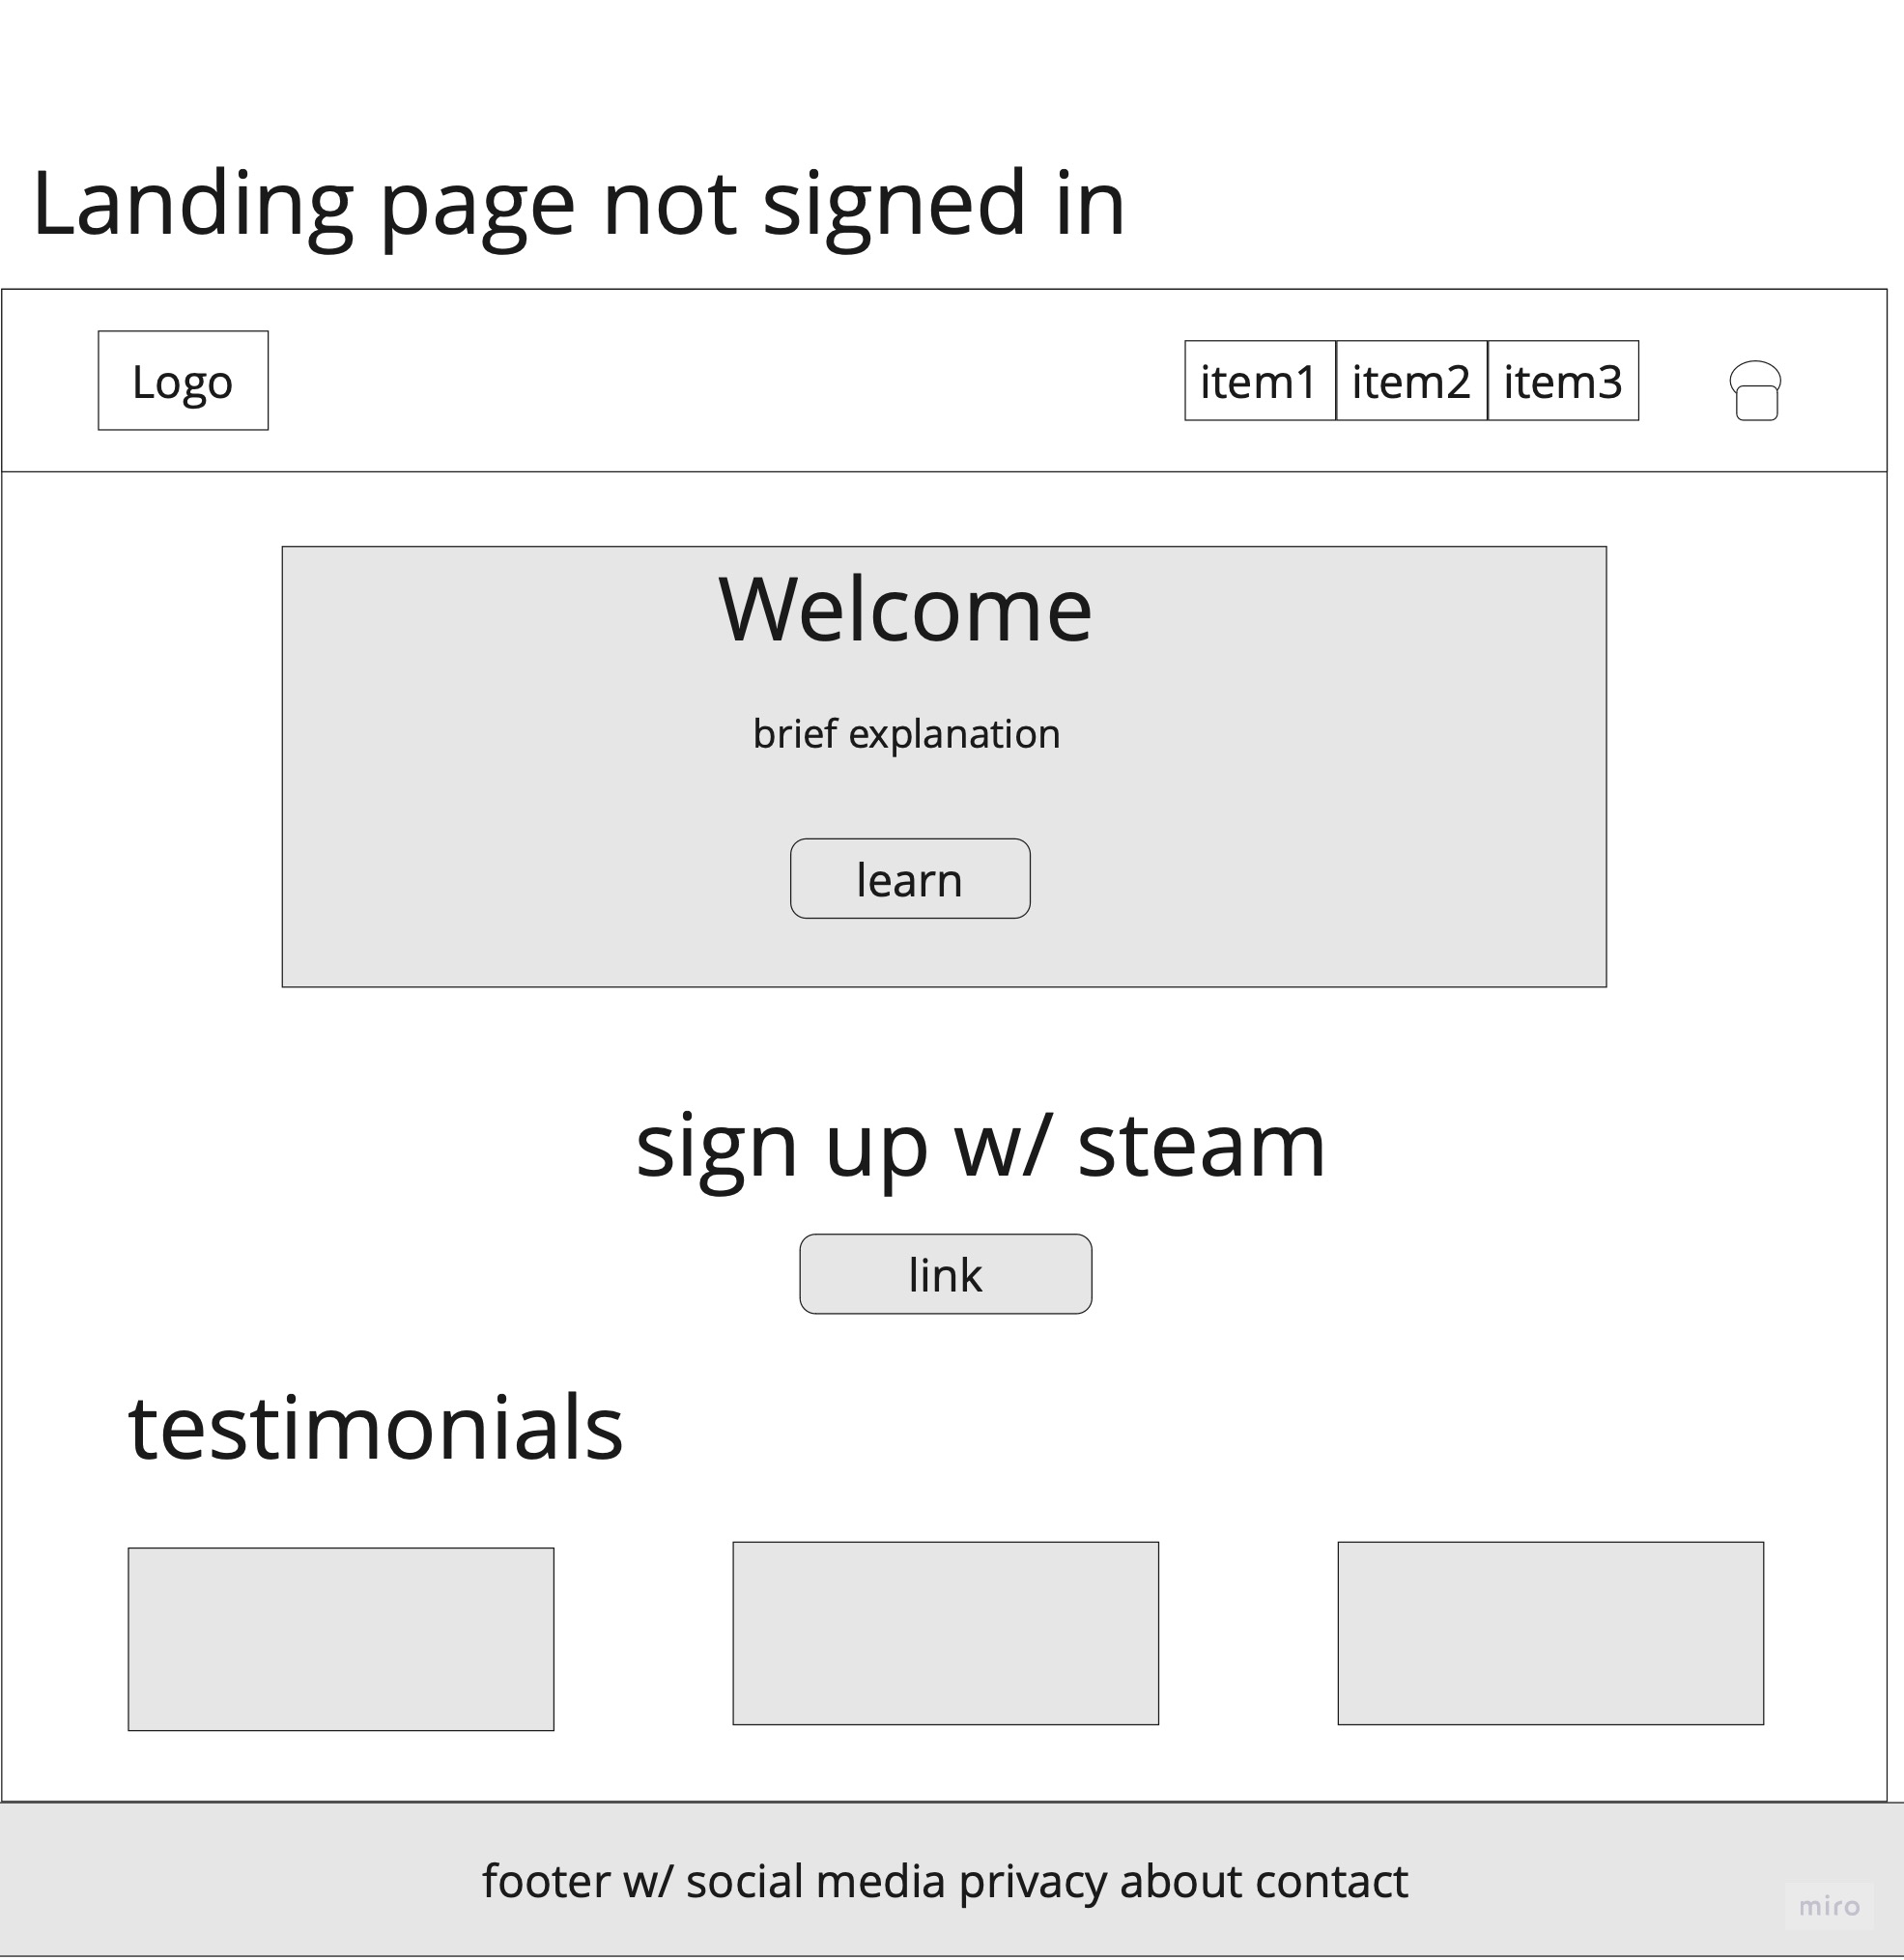 Landing page not signed in
Logo
item1 item2 item3
Welcome
brief explanation
learn
sign up w/ steam
link
testimonials
footer w/ social media privacy about contact
miro